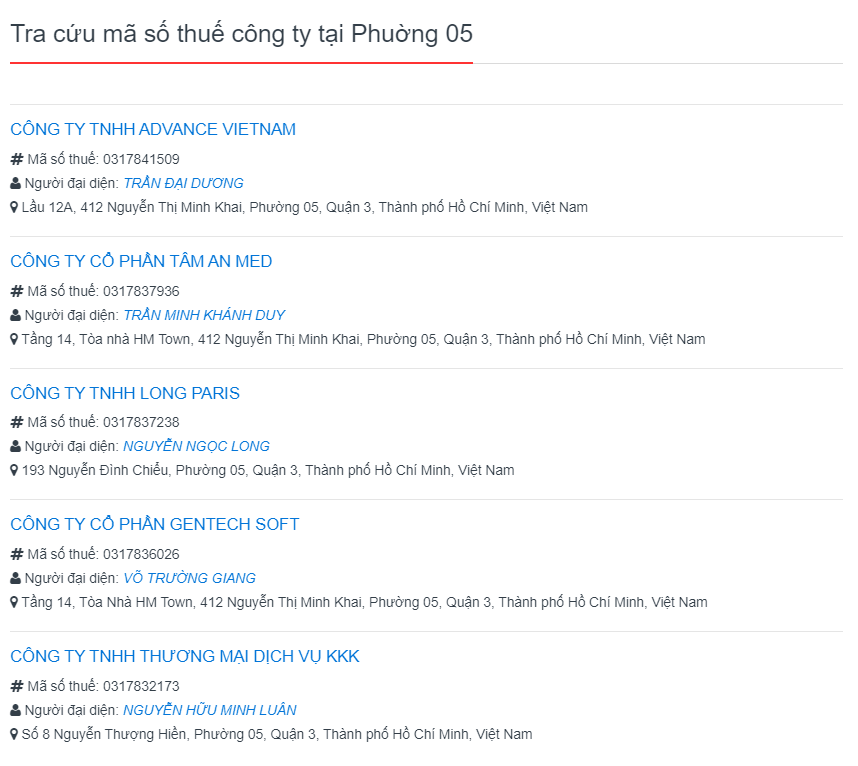 Tra cứu mã số thuế công ty tại Phường 05
CÔNG TY TNHH ADVANCE VIETNAM
# Mã số thuế: 0317841509
Người đại diện: TRẦN ĐẠI DƯƠNG
Lầu 12A, 412 Nguyễn Thị Minh Khai, Phường 05, Quận 3, Thành phố Hồ Chí Minh, Việt Nam
CÔNG TY CỔ PHẦN TÂM AN MED
# Mã số thuế: 0317837936
Người đại diện: TRẦN MINH KHÁNH DUY
Tầng 14, Tòa nhà HM Town, 412 Nguyễn Thị Minh Khai, Phường 05, Quận 3, Thành phố Hồ Chí Minh, Việt Nam
CÔNG TY TNHH LONG PARIS
# Mã số thuế: 0317837238
Người đại diện: NGUYỄN NGỌC LONG
193 Nguyễn Đình Chiểu, Phường 05, Quận 3, Thành phố Hồ Chí Minh, Việt Nam
CÔNG TY CỔ PHẦN GENTECH SOFT
# Mã số thuế: 0317836026
Người đại diện: VÕ TRƯỜNG GIANG
Tầng 14, Tòa Nhà HM Town, 412 Nguyễn Thị Minh Khai, Phường 05, Quận 3, Thành phố Hồ Chí Minh, Việt Nam
CÔNG TY TNHH THƯƠNG MẠI DỊCH VỤ KKK
# Mã số thuế: 0317832173
Người đại diện: NGUYỄN HỮU MINH LUÂN
Số 8 Nguyễn Thượng Hiền, Phường 05, Quận 3, Thành phố Hồ Chí Minh, Việt Nam